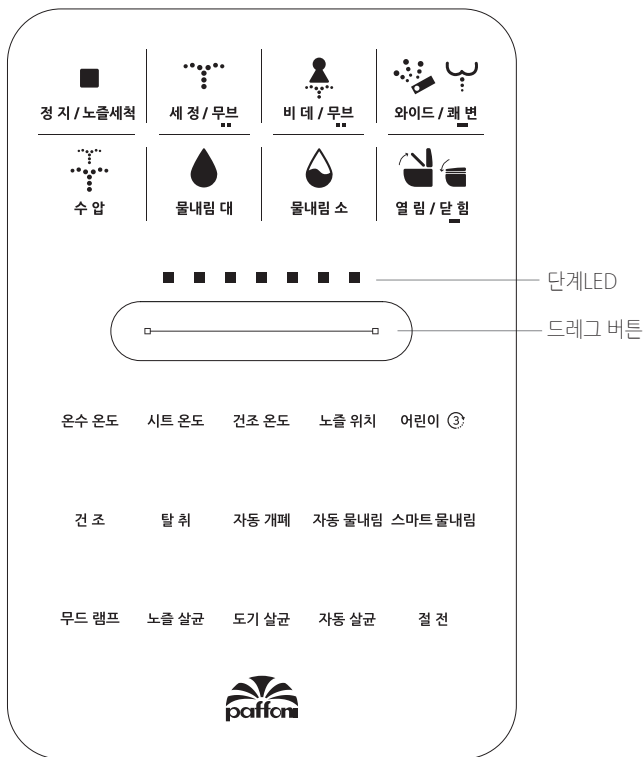 정 지 / 노즐세척
세 정 / 무브
비 데 / 무브
와이드 / 쾌 변
수 압
물내림 대
물내림 소
열 림 / 닫 힘
단계LED
드레그 버튼
온수 온도
시트 온도
건조 온도
노즐 위치
어린이 3
건 조
탈 취
자동 개폐
자동 물내림
스마트 물내림
무드 램프
노즐 살균
도기 살균
자동 살균
절 전
paffoni